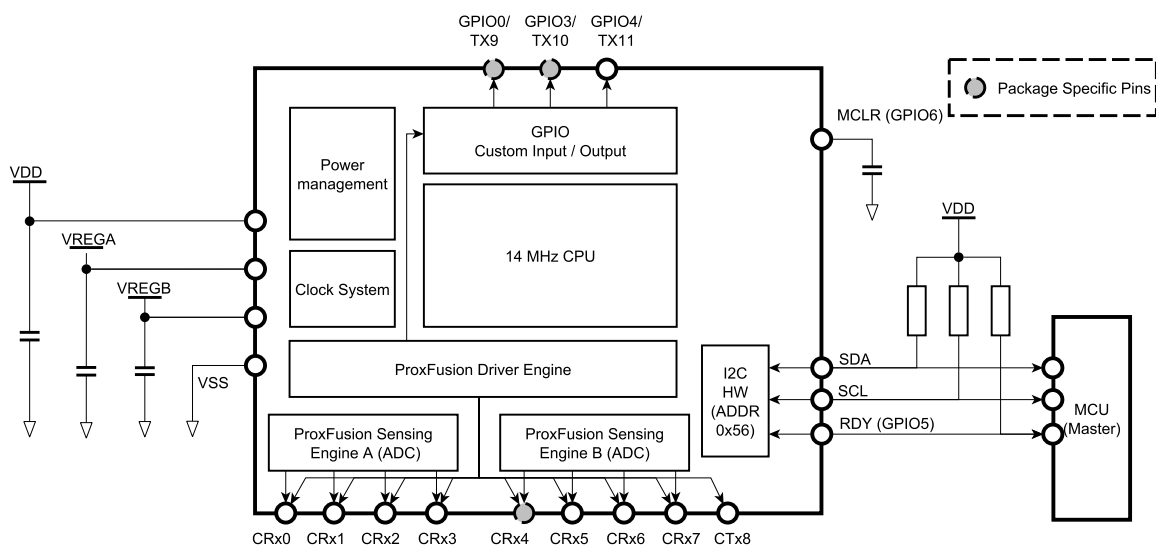 GPIO0/ GPIO3/ GPIO4/
TX9 TX10 TX11
Package Specific Pins
MCLR (GPIO6)
GPIO
Custom Input / Output
Power
management
VDD
VREGA
VREGB
VSS
14 MHz CPU
Clock System
VDD
ProxFusion Driver Engine
I2C
HW
(ADDR
0x56)
SDA
SCL
RDY (GPIO5)
MCU
(Master)
ProxFusion Sensing
Engine A (ADC)
ProxFusion Sensing
Engine B (ADC)
CRx0 CRx1 CRx2 CRx3 CRx4 CRx5 CRx6 CRx7 CTx8